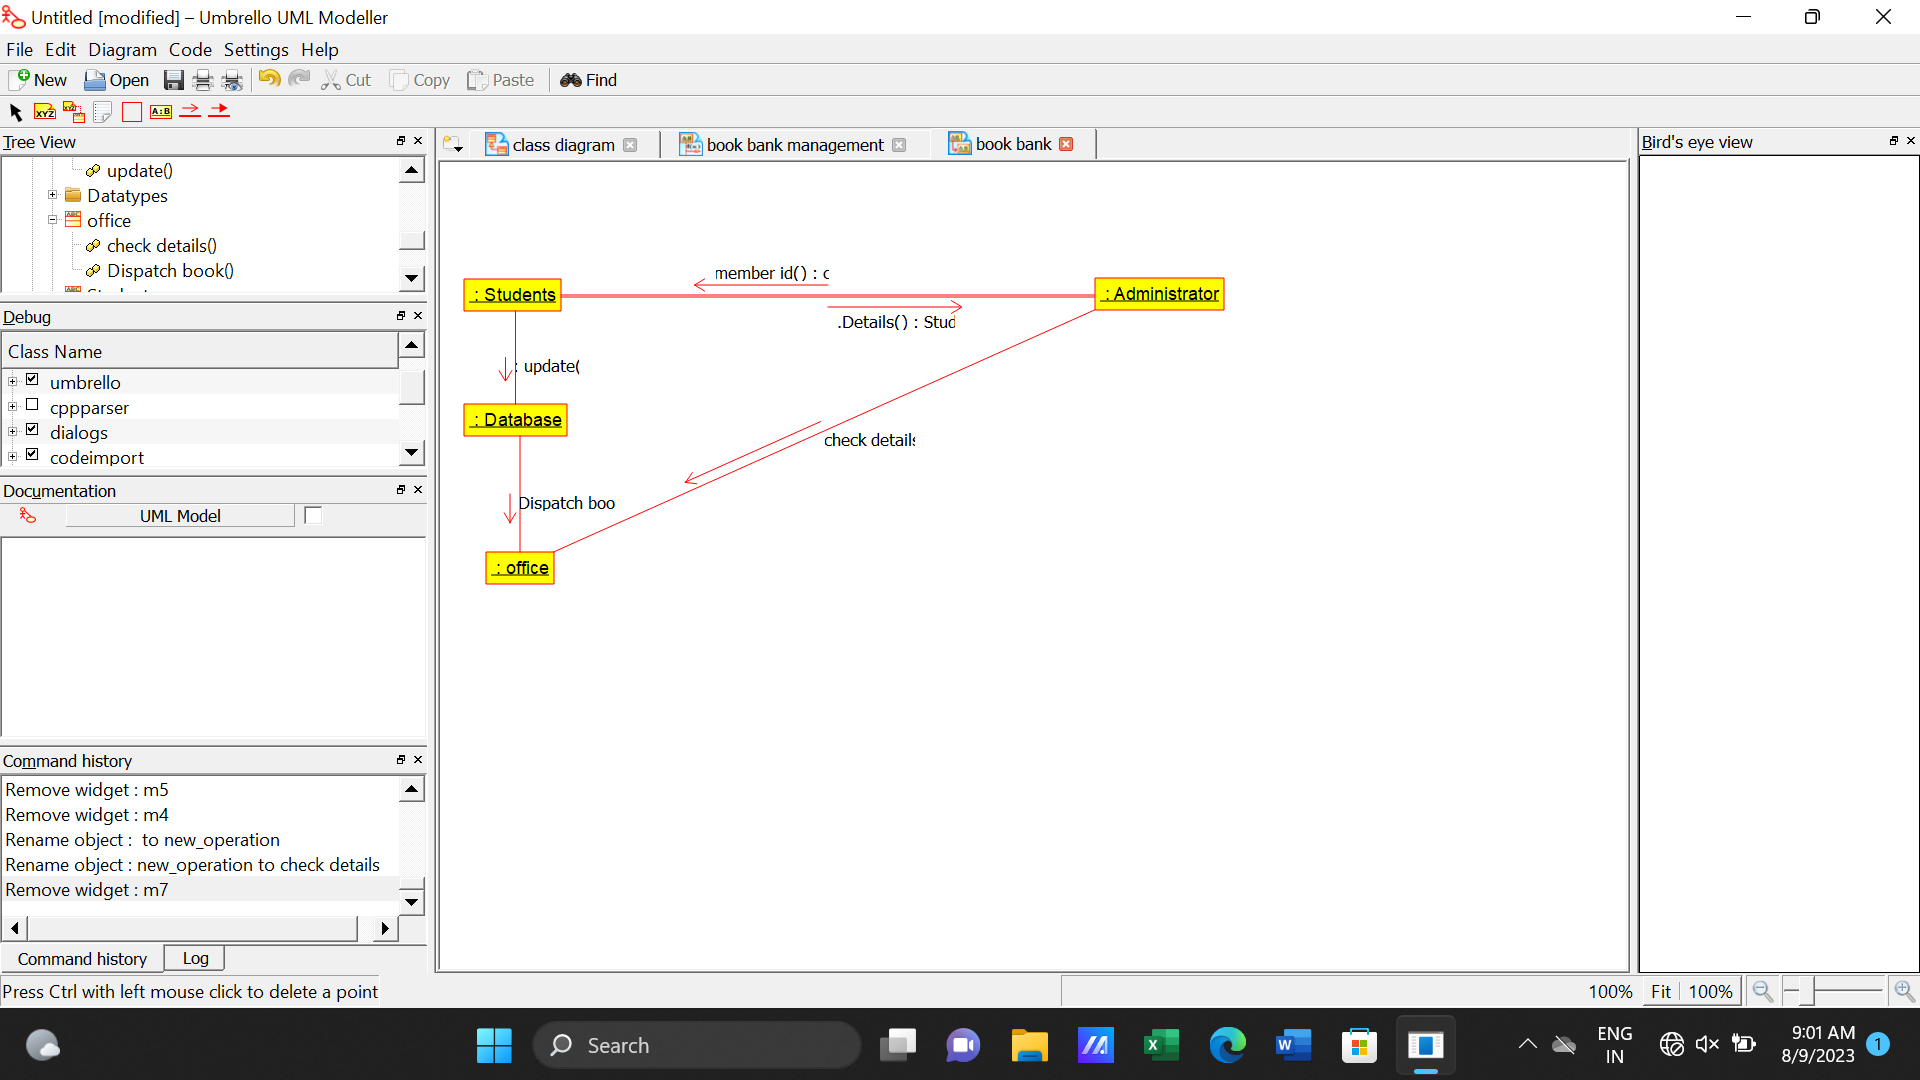 Untitled [modified] – Umbrello UML Modeller
File Edit Diagram Code Settings Help
New Open Cut Copy Paste Find
XYZ XYZ A:B
Tree View
update()
Datatypes
office
check details()
Dispatch book()
Debug
Class Name
umbrello
cppparser
dialogs
codeimport
Documentation
UML Model
Command history
Remove widget : m5
Remove widget : m4
Rename object : to new_operation
Rename object : new_operation to check details
Remove widget : m7
Command history Log
Press Ctrl with left mouse click to delete a point
class diagram book bank management book bank
member id() : c
: Students
: Administrator
.Details() : Stud
: update(
: Database
check details
Dispatch boo
: office
Bird's eye view
100% Fit 100%
Search
ENG
IN
9:01 AM
8/9/2023
1